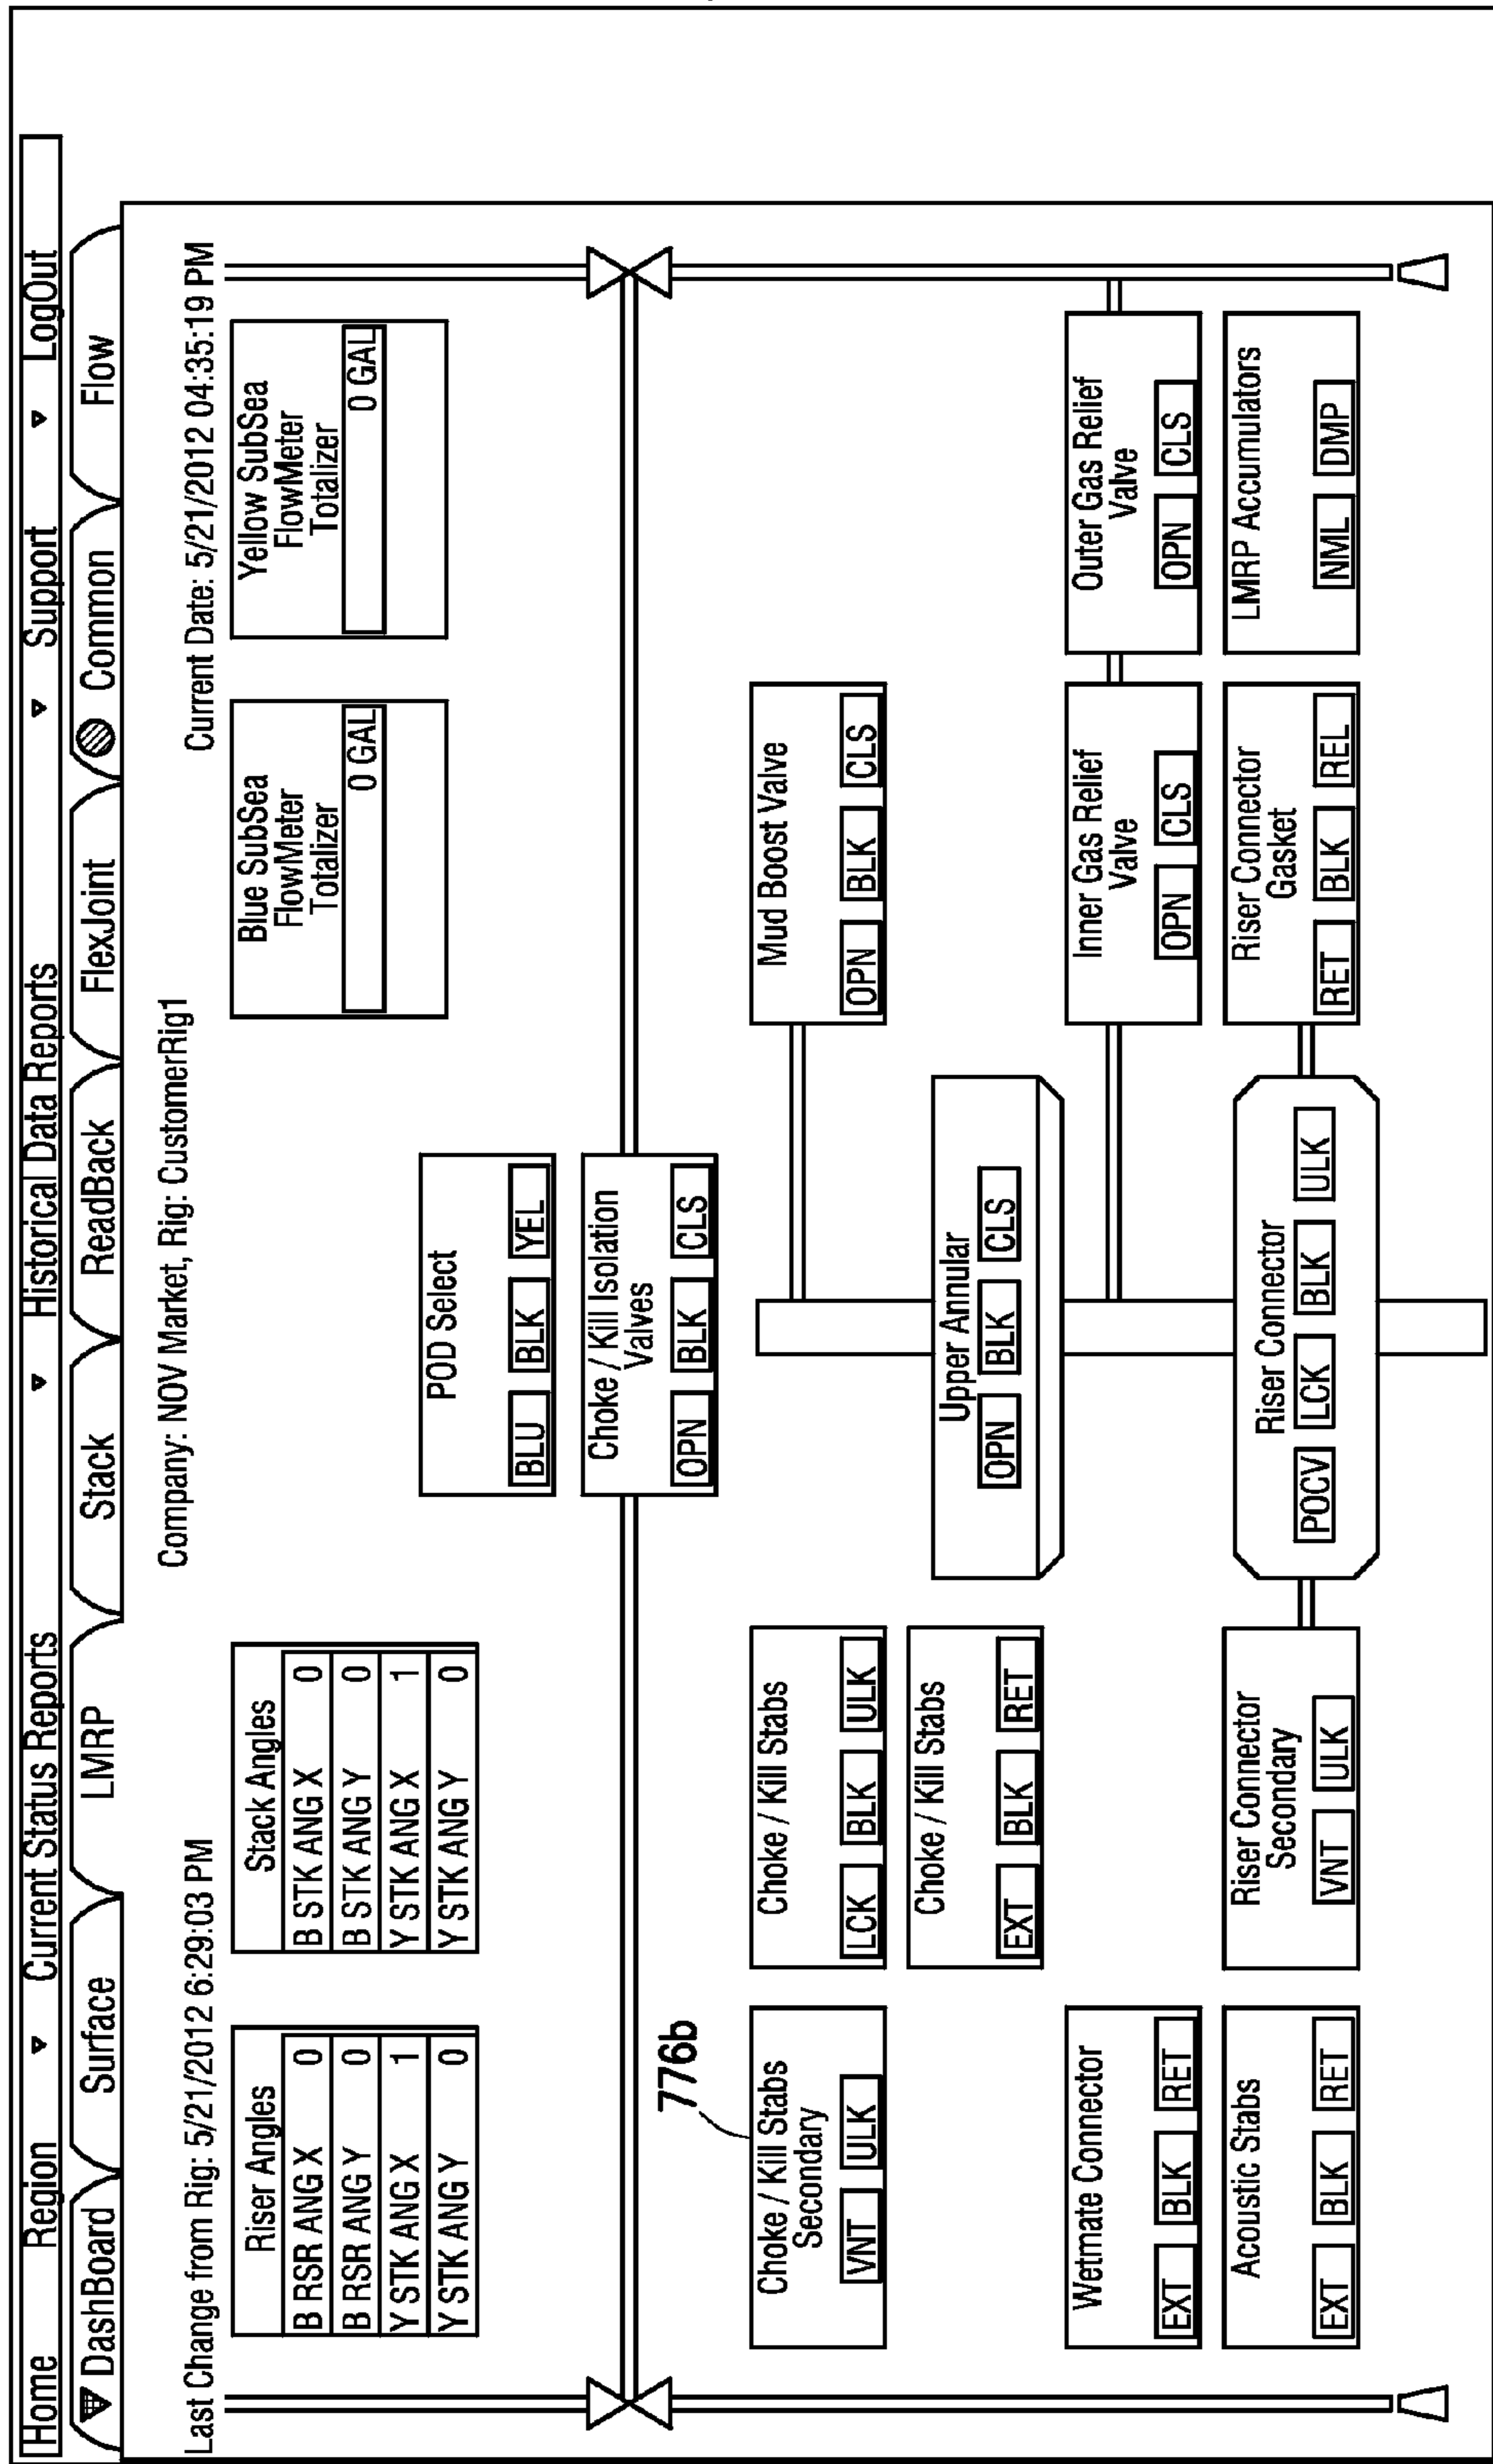 Home Region Current Status Reports Historical Data Reports Support LogOut
DashBoard Surface LMRP Stack ReadBack FlexJoint Common Flow
Company: NOV Market, Rig: CustomerRig1
Last Change from Rig: 5/21/2012 6:29:03 PM
Current Date: 5/21/2012 04:35:19 PM
Riser Angles
B RSR ANG X 0
B RSR ANG Y 0
Y STK ANG X 1
Y STK ANG Y 0
Stack Angles
B STK ANG X 0
B STK ANG Y 0
Y STK ANG X 1
Y STK ANG Y 0
Blue SubSea
FlowMeter
Totalizer
0 GAL
Yellow SubSea
FlowMeter
Totalizer
0 GAL
POD Select
BLU BLK YEL
Choke / Kill Isolation
Valves
OPN BLK CLS
776b
Choke / Kill Stabs
Secondary
VNT ULK
Choke / Kill Stabs
LCK BLK ULK
Mud Boost Valve
OPN BLK CLS
Choke / Kill Stabs
EXT BLK RET
Upper Annular
OPN BLK CLS
Wetmate Connector
EXT BLK RET
Inner Gas Relief
Valve
OPN CLS
Outer Gas Relief
Valve
OPN CLS
Acoustic Stabs
EXT BLK RET
Riser Connector
Secondary
VNT ULK
Riser Connector
POCV LCK BLK ULK
Riser Connector
Gasket
RET BLK REL
LMRP Accumulators
NML DMP